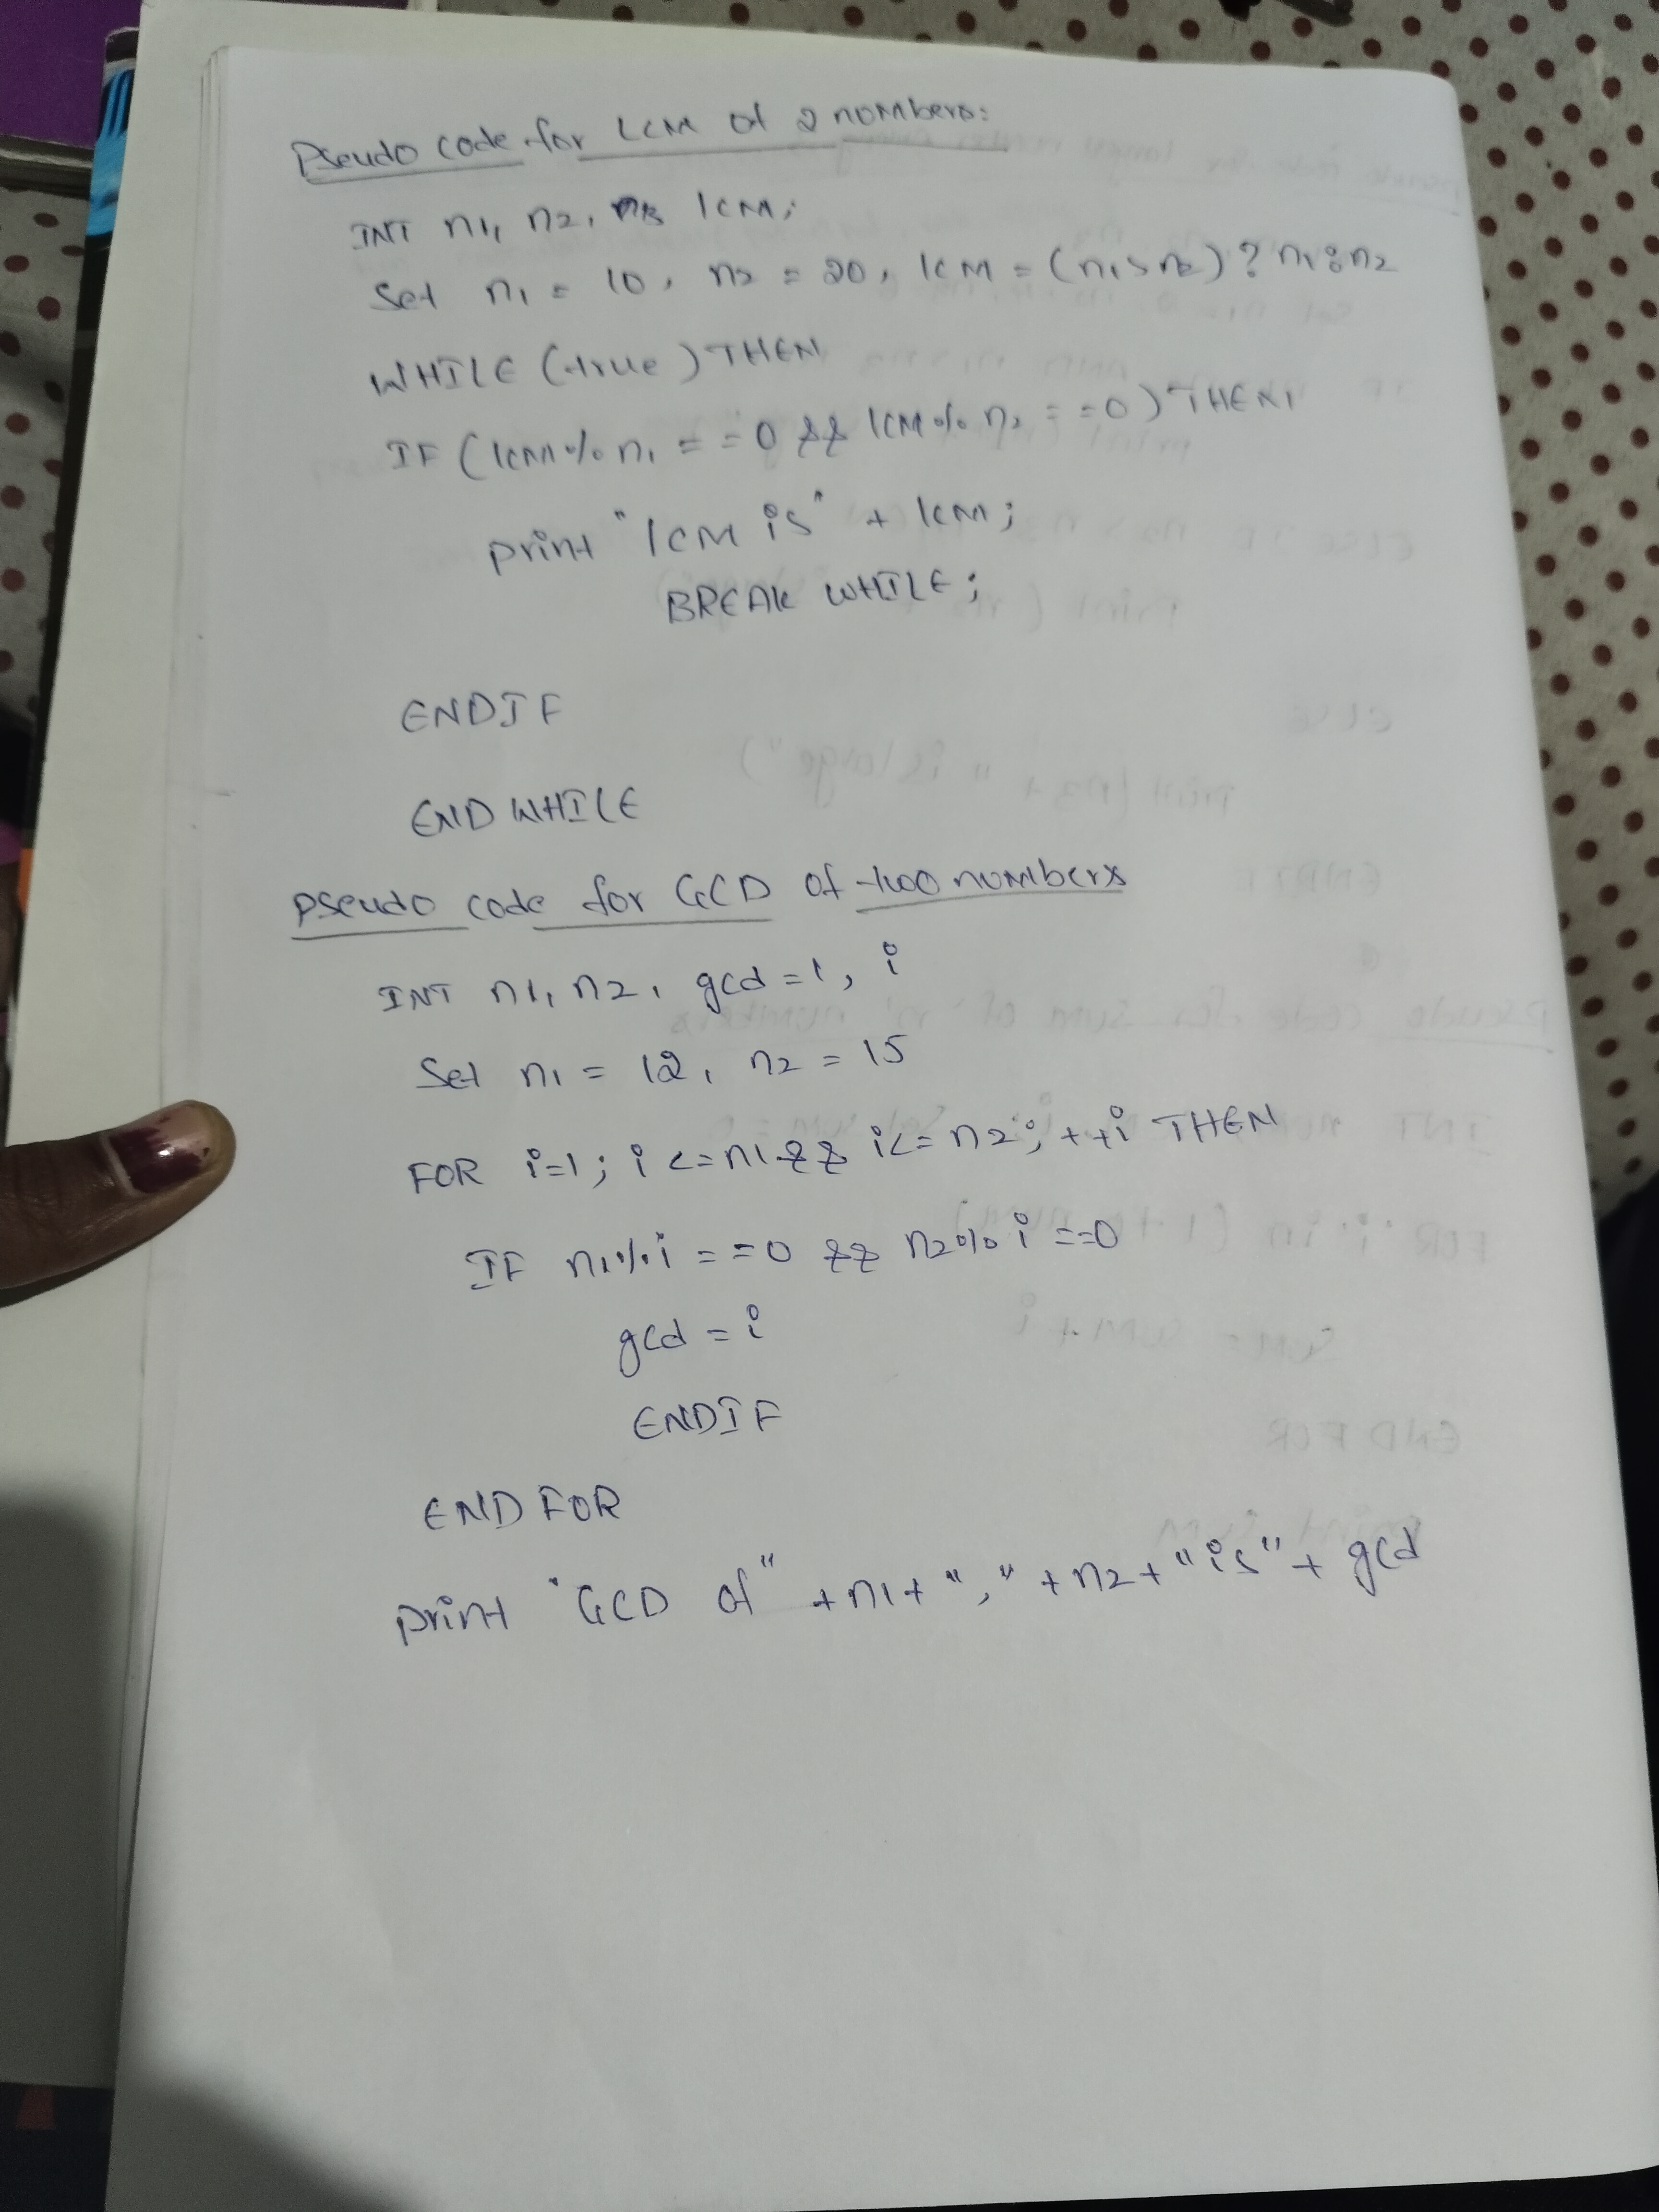 Pseudo code for LCM of 2 numbers:
INT n1, n2, lcm;
Set n1 = 10, n2 = 20, lcm = (n1>n2)? n1:n2
WHILE (true) THEN
IF (lcm%n1 ==0 && lcm%n2 ==0) THEN
print "lcm is" + lcm;
BREAK WHILE;
ENDIF
END WHILE
Pseudo code for GCD of two numbers
INT n1, n2, gcd=1, i
Set n1 = 12, n2 = 15
FOR i=1; i<=n1 && i<=n2; ++i THEN
IF n1%i ==0 && n2%i ==0
gcd = i
ENDIF
END FOR
print "GCD of" +n1+ "," +n2+ "is" + gcd